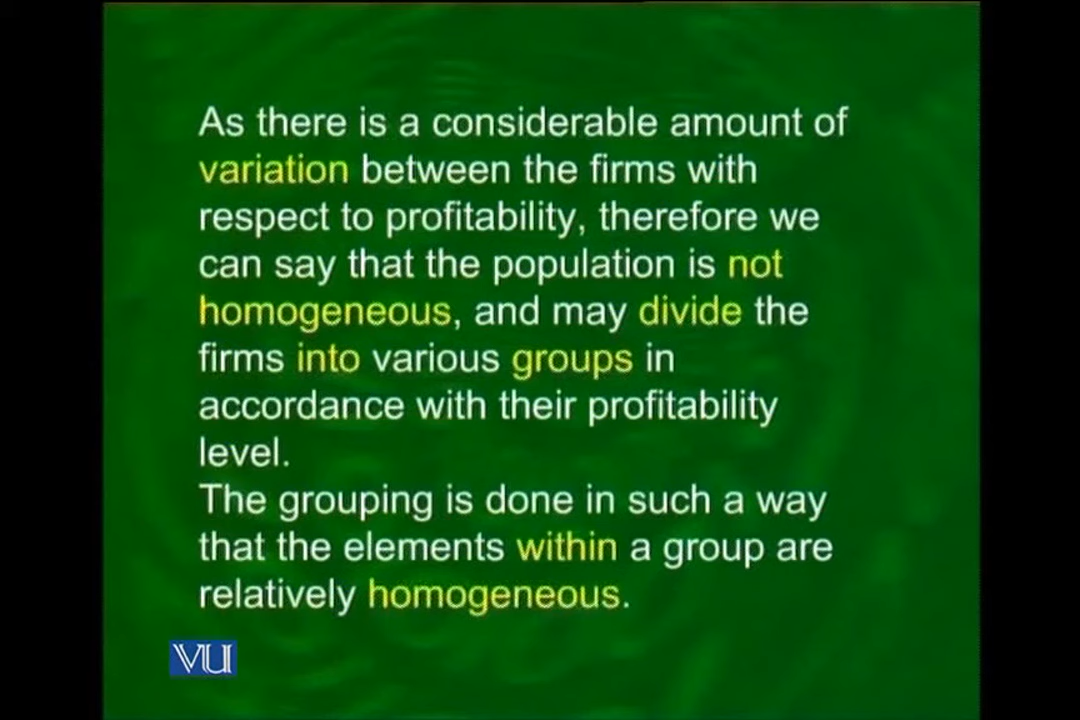 As there is a considerable amount of
variation between the firms with
respect to profitability, therefore we
can say that the population is not
homogeneous, and may divide the
firms into various groups in
accordance with their profitability
level.
The grouping is done in such a way
that the elements within a group are
relatively homogeneous.
VU